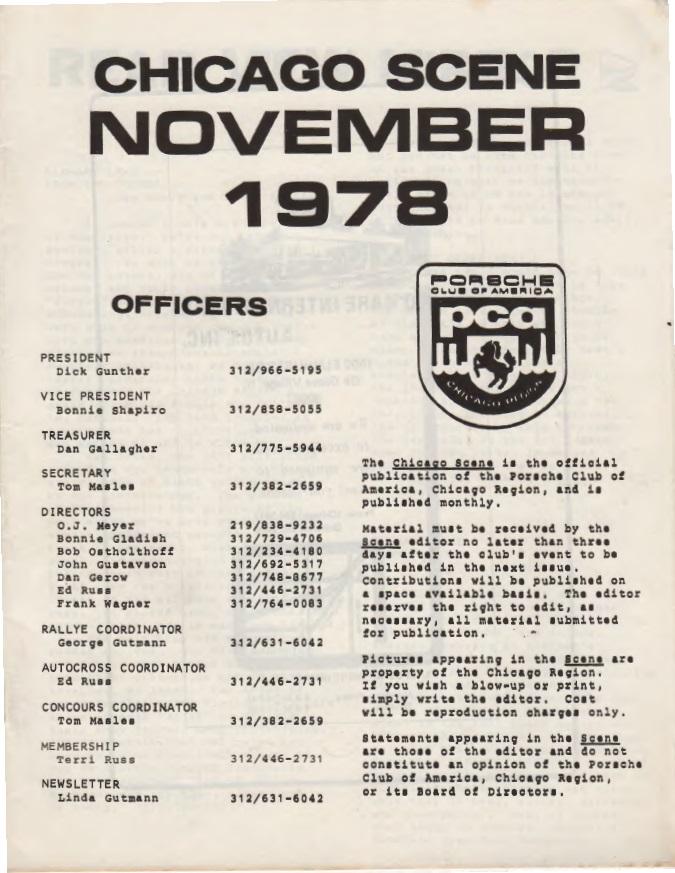 CHICAGO SCENE
NOVEMBER
1978
OFFICERS
PRESIDENT
Dick Gunther 312/966-5195
VICE PRESIDENT
Bonnie Shapiro 312/858-5055
TREASURER
Dan Gallagher 312/775-5944
SECRETARY
Tom Masles 312/382-2659
DIRECTORS
O.J. Meyer 219/838-9232
Bonnie Gladish 312/729-4706
Bob Ostholthoff 312/234-4180
John Gustavson 312/692-5317
Dan Gerow 312/748-8677
Ed Russ 312/446-2731
Frank Wagner 312/764-0083
RALLYE COORDINATOR
George Gutmann 312/631-6042
AUTOCROSS COORDINATOR
Ed Russ 312/446-2731
CONCOURS COORDINATOR
Tom Masles 312/382-2659
MEMBERSHIP
Terri Russ 312/446-2731
NEWSLETTER
Linda Gutmann 312/631-6042
PORSCHE
CLUB OF AMERICA
pca
CHICAGO REGION
The Chicago Scene is the official
publication of the Porsche Club of
America, Chicago Region, and is
published monthly.
Material must be received by the
Scene editor no later than three
days after the club's event to be
published in the next issue.
Contributions will be published on
a space available basis. The editor
reserves the right to edit, as
necessary, all material submitted
for publication.
Pictures appearing in the Scene are
property of the Chicago Region.
If you wish a blow-up or print,
simply write the editor. Cost
will be reproduction charges only.
Statements appearing in the Scene
are those of the editor and do not
constitute an opinion of the Porsche
Club of America, Chicago Region,
or its Board of Directors.